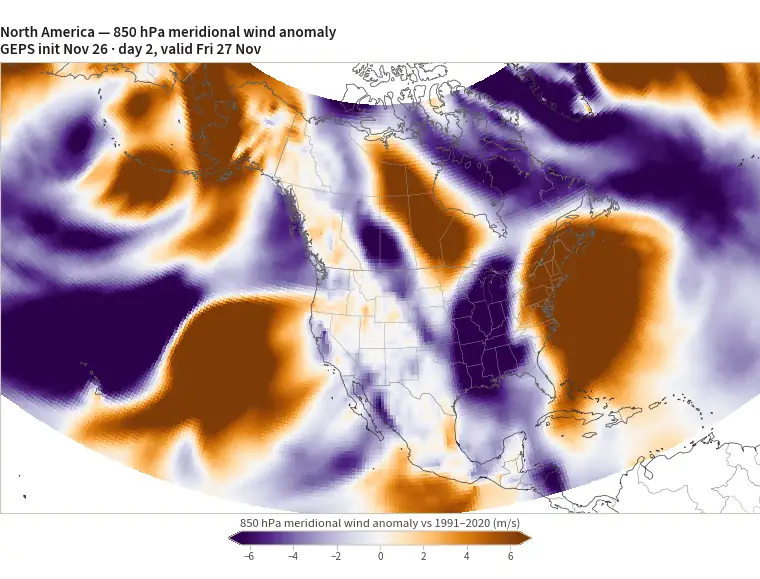 North America — 850 hPa meridional wind anomaly
GEPS init Nov 26 · day 2, valid Fri 27 Nov
850 hPa meridional wind anomaly vs 1991–2020 (m/s)
−6 −4 −2 0 2 4 6